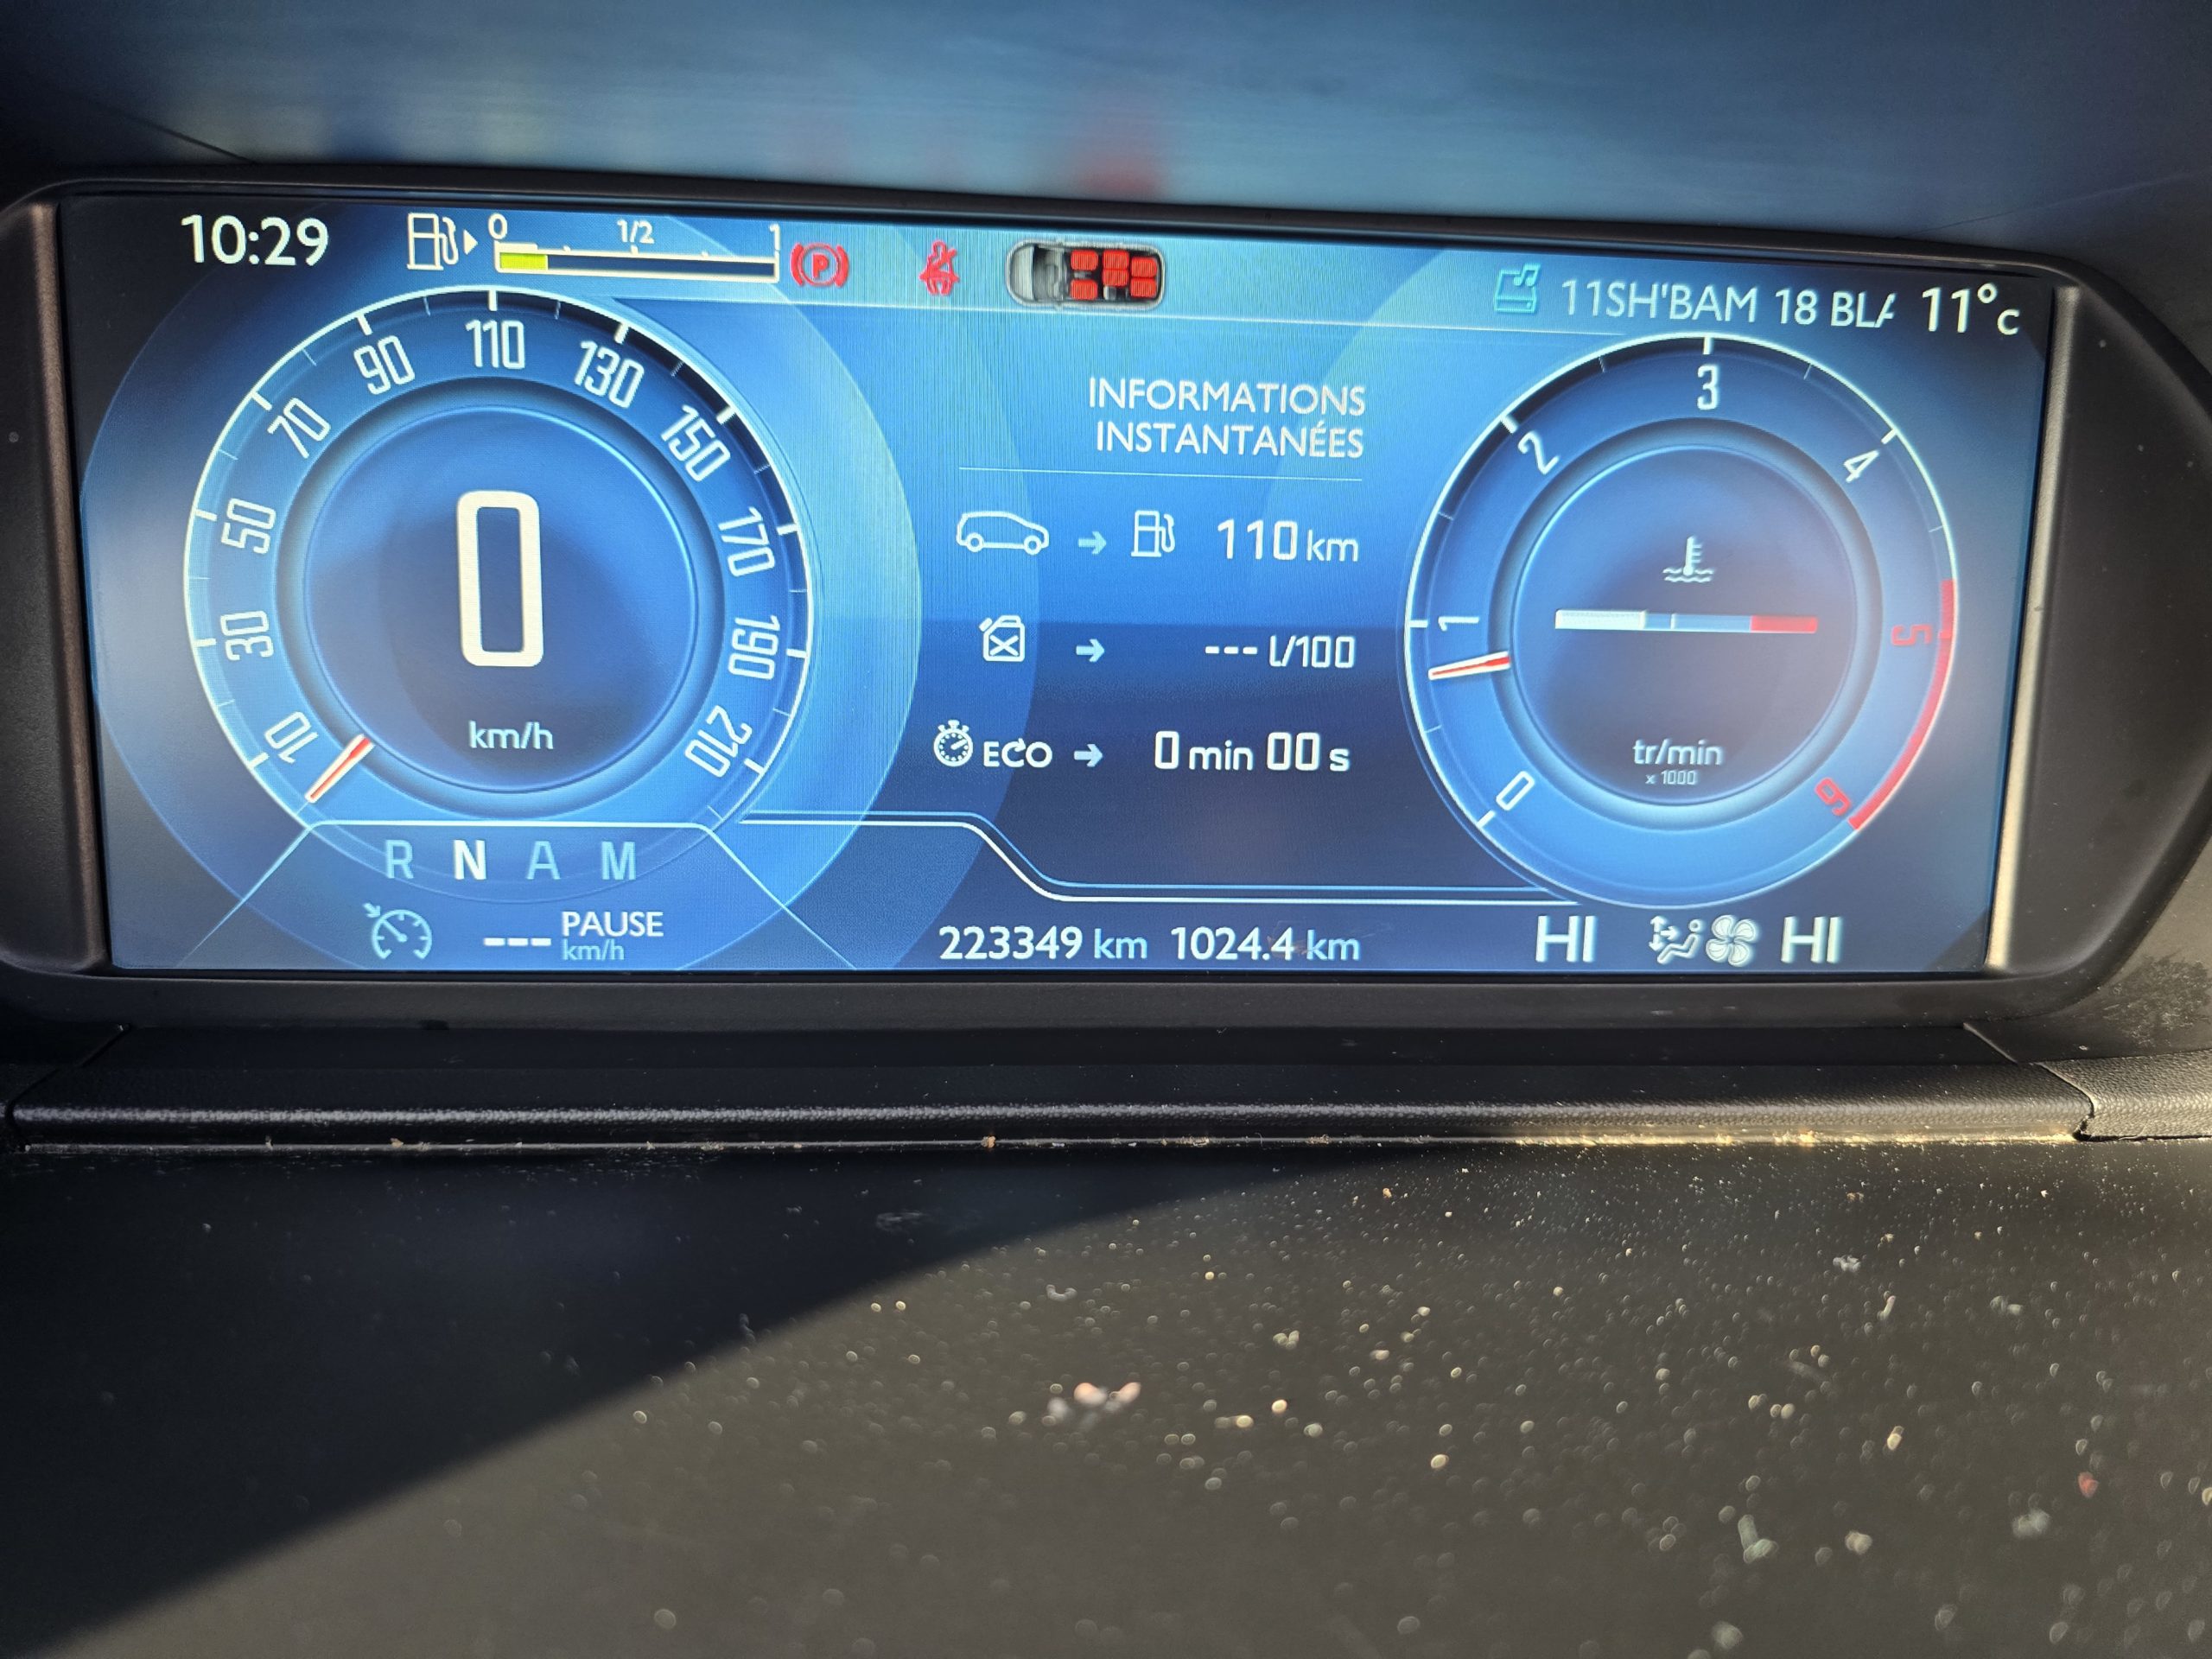 10:29
0 1/2 1
P
11SH'BAM 18 BLA
11°C
10 30 50 70 90 110 130 150 170 190 210
0
km/h
INFORMATIONS
INSTANTANÉES
110 km
--- l/100
ECO 0 min 00 s
0 1 2 3 4 5 6
tr/min
x 1000
R N A M
--- PAUSE
km/h
223349 km 1024.4 km
HI HI